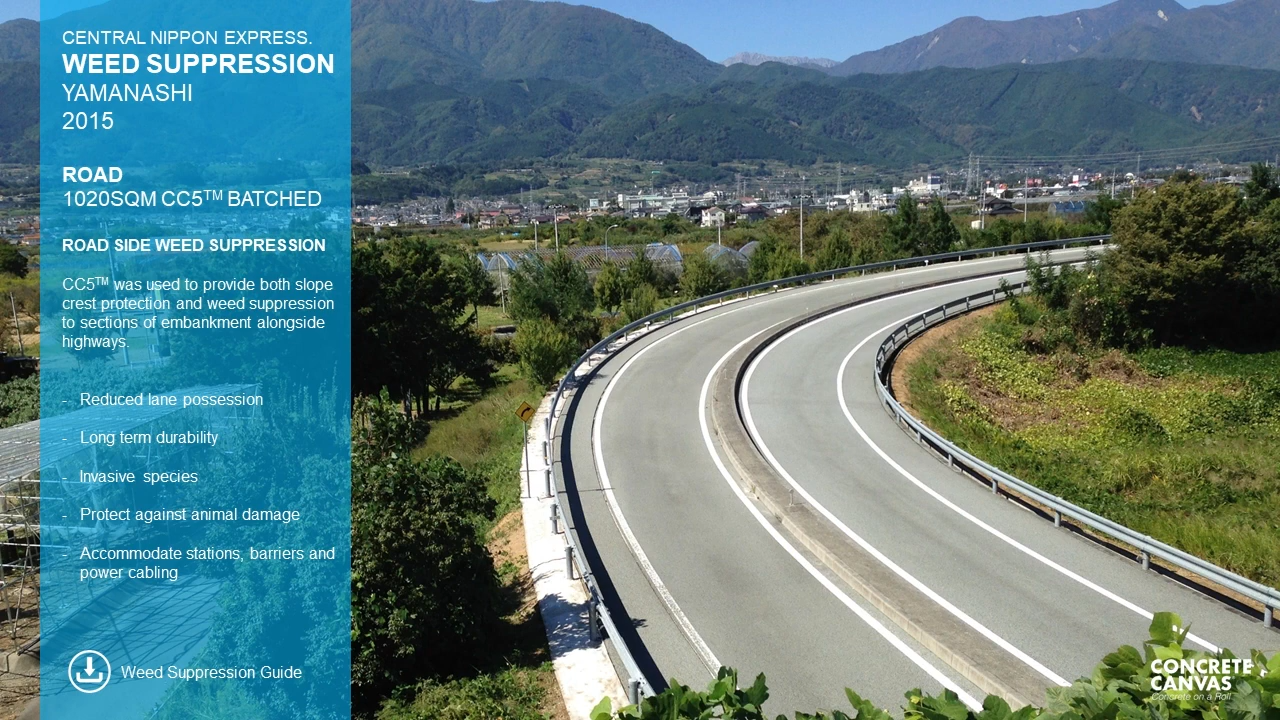 CENTRAL NIPPON EXPRESS.
WEED SUPPRESSION
YAMANASHI
2015
ROAD
1020SQM CC5™ BATCHED
ROAD SIDE WEED SUPPRESSION
CC5™ was used to provide both slope
crest protection and weed suppression
to sections of embankment alongside
highways.
- Reduced lane possession
- Long term durability
- Invasive species
- Protect against animal damage
- Accommodate stations, barriers and
power cabling
Weed Suppression Guide
CONCRETE
CANVAS
Concrete on a Roll